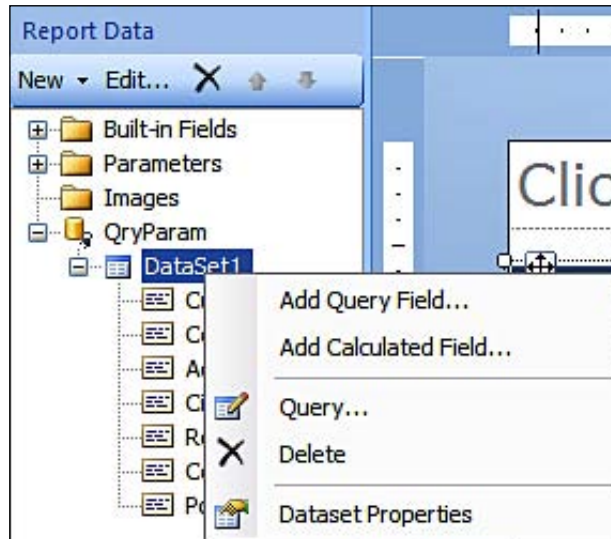 Report Data
New Edit...
Built-in Fields
Parameters
Images
QryParam
DataSet1
Add Query Field...
Add Calculated Field...
Query...
Delete
Dataset Properties
Clic